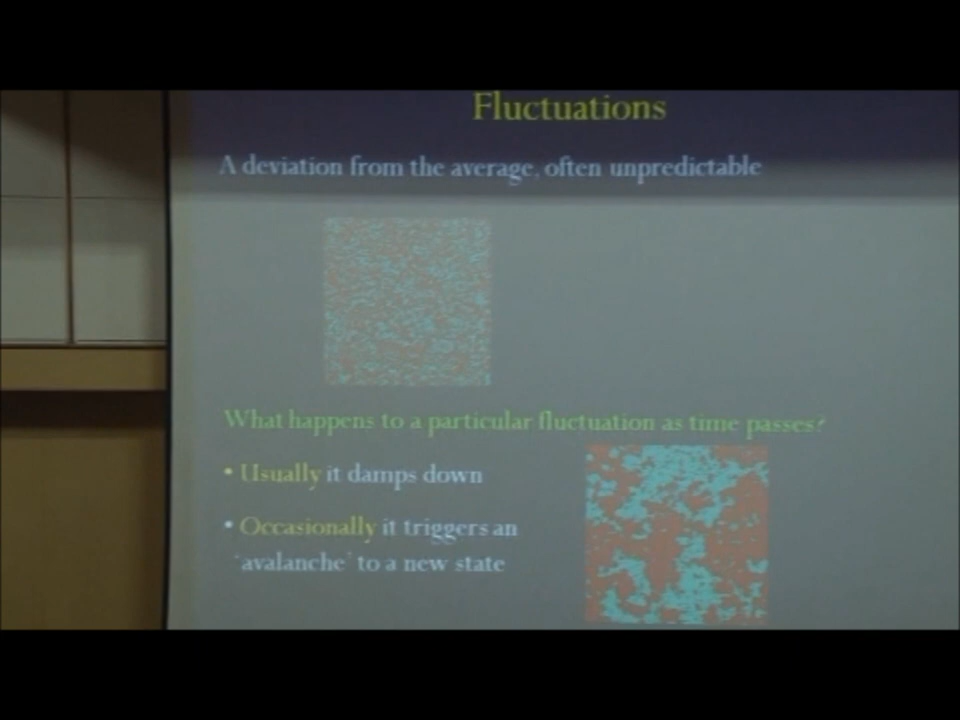 Fluctuations
A deviation from the average, often unpredictable
What happens to a particular fluctuation as time passes?
• Usually it damps down
• Occasionally it triggers an
'avalanche' to a new state